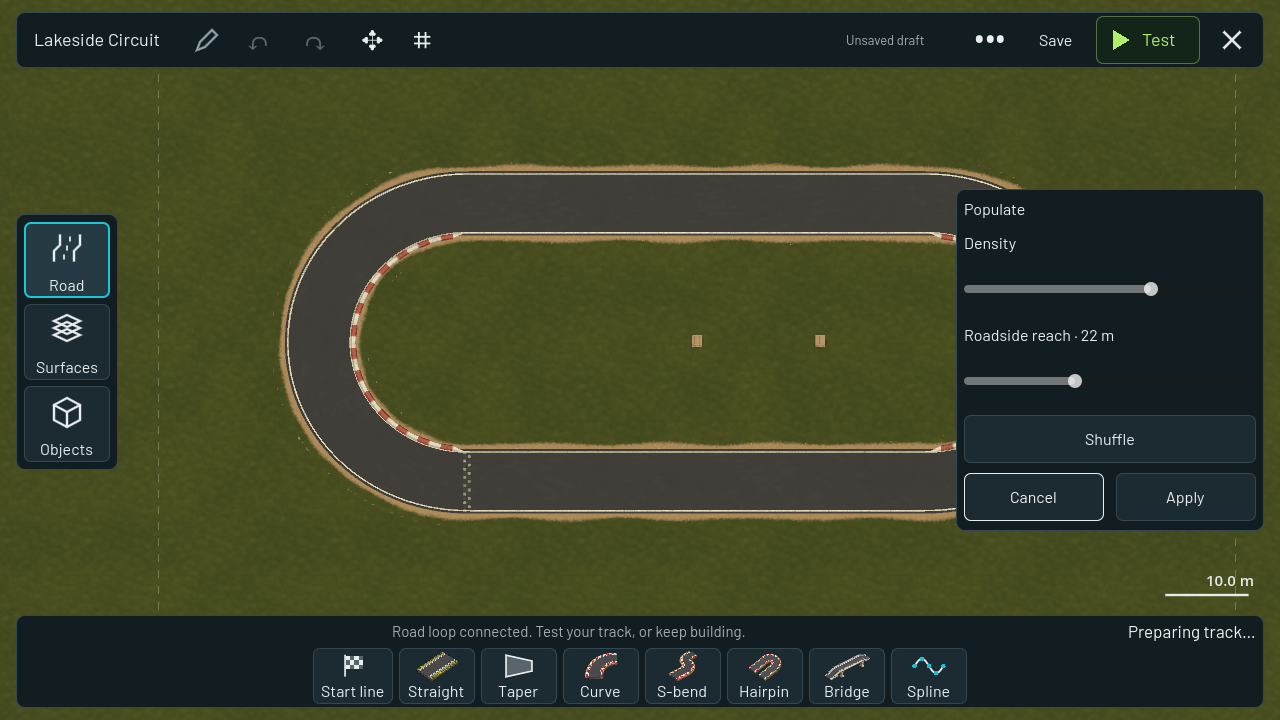 Lakeside Circuit
Unsaved draft
Save
Test
Road
Surfaces
Objects
Populate
Density
Roadside reach · 22 m
Shuffle
Cancel
Apply
10.0 m
Road loop connected. Test your track, or keep building.
Preparing track...
Start line
Straight
Taper
Curve
S-bend
Hairpin
Bridge
Spline